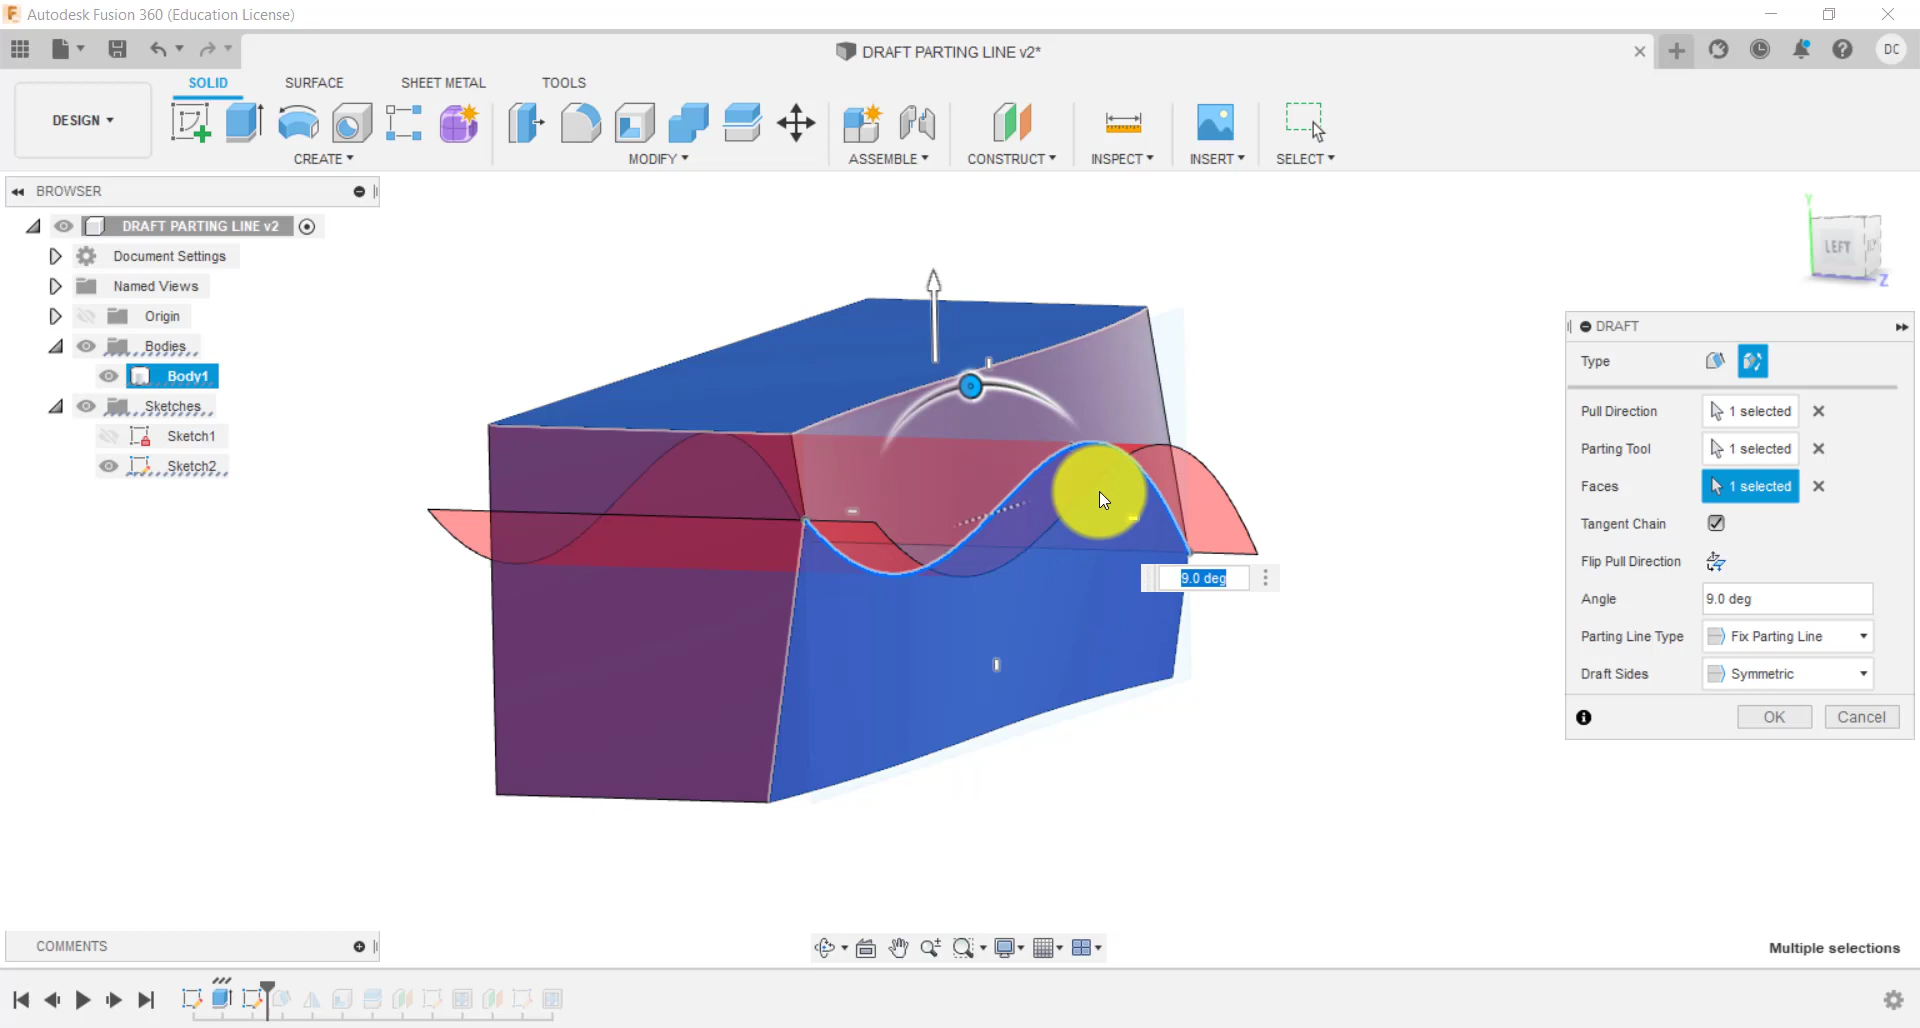 Autodesk Fusion 360 (Education License)
DRAFT PARTING LINE v2*
DC
SOLID
SURFACE
SHEET METAL
TOOLS
DESIGN
CREATE
MODIFY
ASSEMBLE
CONSTRUCT
INSPECT
INSERT
SELECT
BROWSER
DRAFT PARTING LINE v2
Document Settings
Named Views
Origin
Bodies
Body1
Sketches
Sketch1
Sketch2
Y
LEFT
Z
9.0 deg
DRAFT
Type
Pull Direction 1 selected
Parting Tool 1 selected
Faces 1 selected
Tangent Chain
Flip Pull Direction
Angle 9.0 deg
Parting Line Type Fix Parting Line
Draft Sides Symmetric
OK Cancel
COMMENTS
Multiple selections